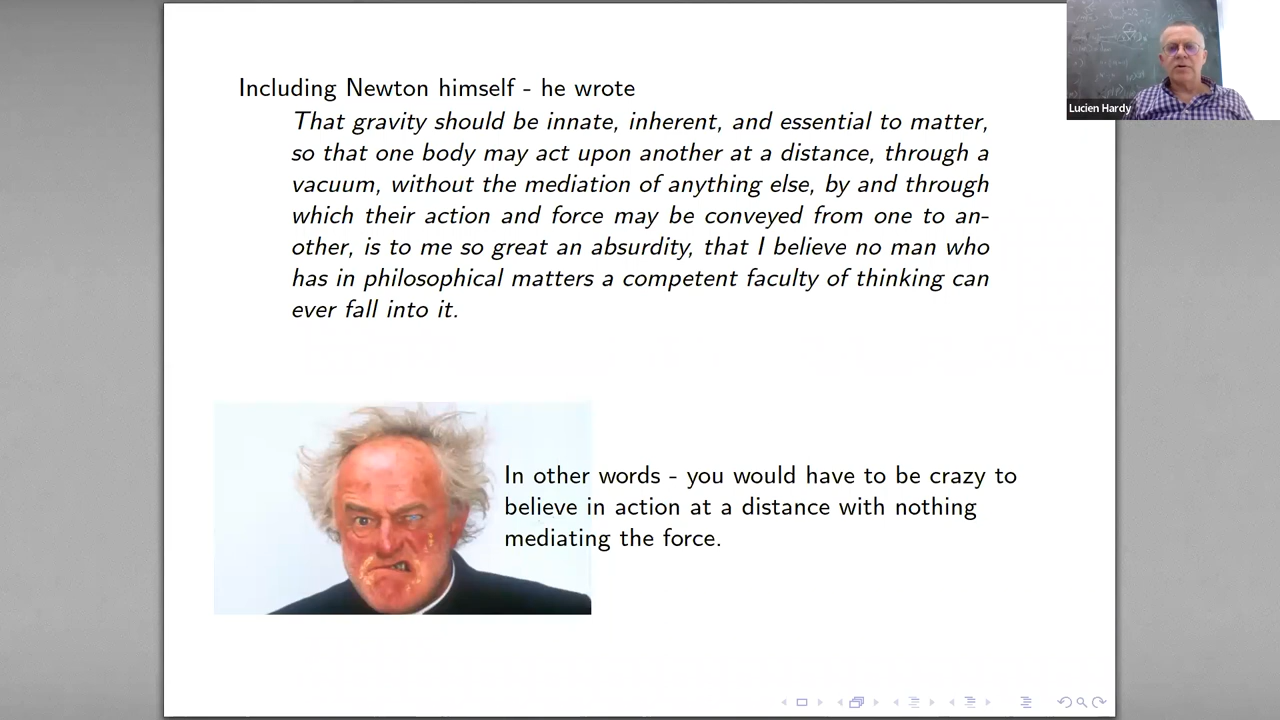 Including Newton himself - he wrote
That gravity should be innate, inherent, and essential to matter,
so that one body may act upon another at a distance, through a
vacuum, without the mediation of anything else, by and through
which their action and force may be conveyed from one to an-
other, is to me so great an absurdity, that I believe no man who
has in philosophical matters a competent faculty of thinking can
ever fall into it.
In other words - you would have to be crazy to
believe in action at a distance with nothing
mediating the force.
Lucien Hardy